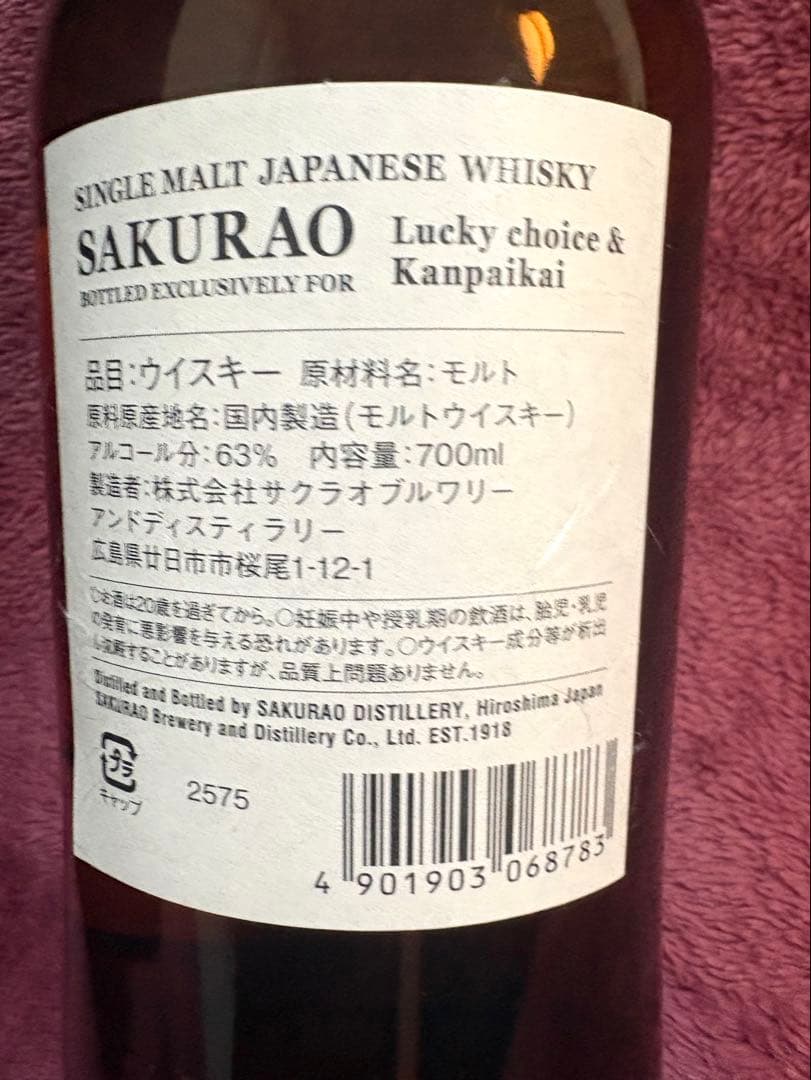 SINGLE MALT JAPANESE WHISKY
SAKURAO
BOTTLED EXCLUSIVELY FOR
Lucky choice &
Kanpaikai
品目:ウイスキー 原材料名:モルト
原料原産地名:国内製造(モルトウイスキー)
アルコール分:63% 内容量:700ml
製造者:株式会社サクラオブルワリー
アンドディスティラリー
広島県廿日市市桜尾1-12-1
○お酒は20歳を過ぎてから。○妊娠中や授乳期の飲酒は、胎児・乳児
の発育に悪影響を与える恐れがあります。○ウイスキー成分等が析出
することがありますが、品質上問題ありません。
Distilled and Bottled by SAKURAO DISTILLERY, Hiroshima Japan
SAKURAO Brewery and Distillery Co., Ltd. EST.1918
プラ
キャップ
2575
4 901903 068783